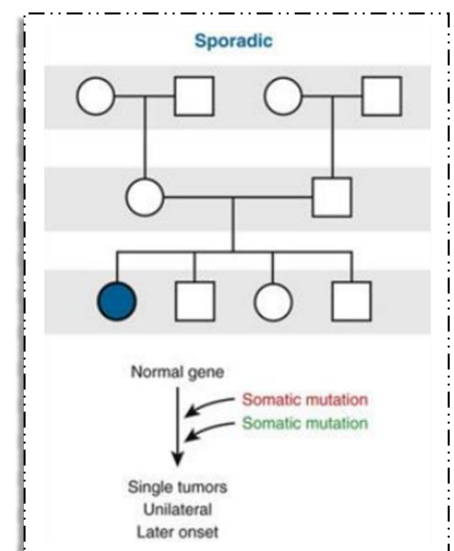 Sporadic
Normal gene
Somatic mutation
Somatic mutation
Single tumors
Unilateral
Later onset